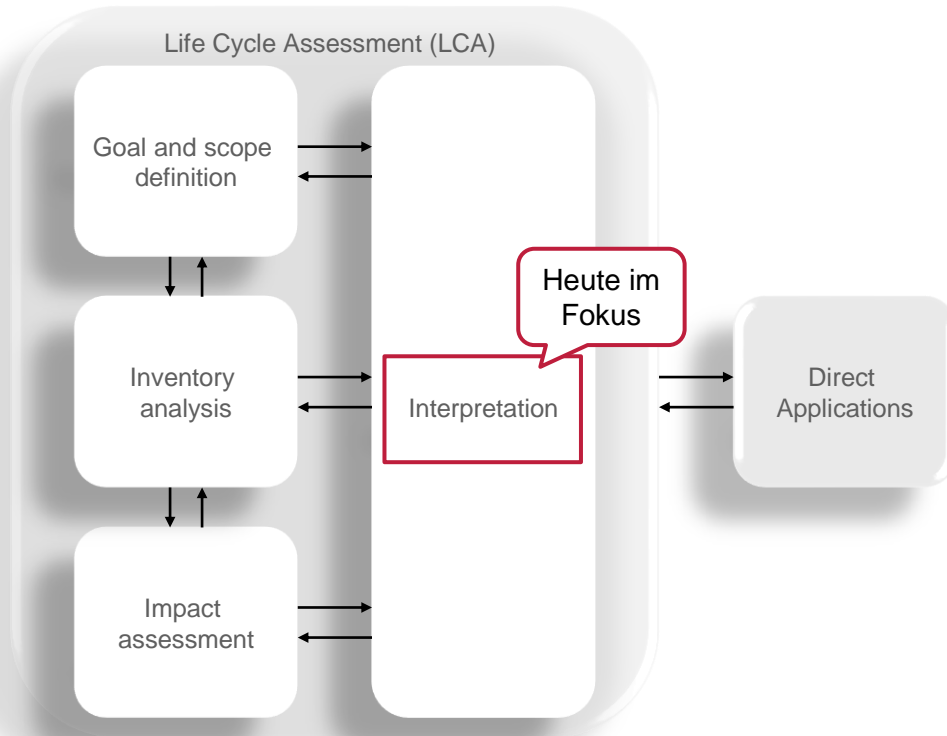 Life Cycle Assessment (LCA)
Goal and scope
definition
Heute im
Fokus
Inventory
analysis
Interpretation
Direct
Applications
Impact
assessment